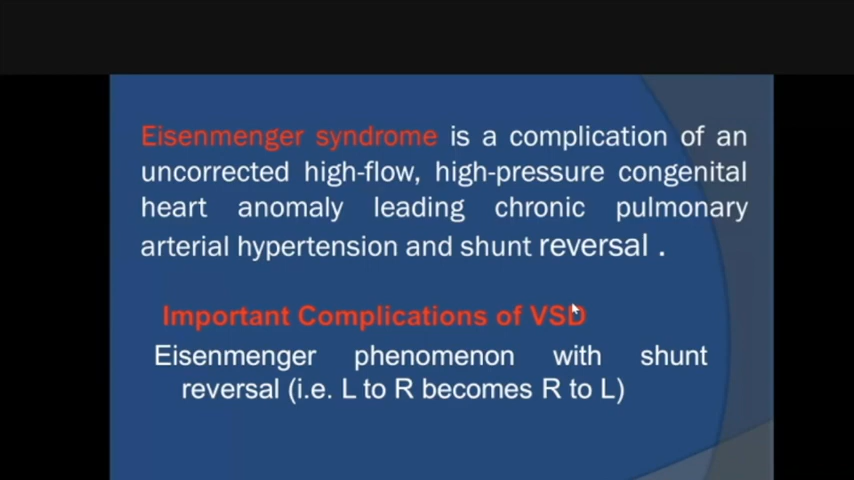 Eisenmenger syndrome is a complication of an
uncorrected high-flow, high-pressure congenital
heart anomaly leading chronic pulmonary
arterial hypertension and shunt reversal .
Important Complications of VSD
Eisenmenger phenomenon with shunt
reversal (i.e. L to R becomes R to L)